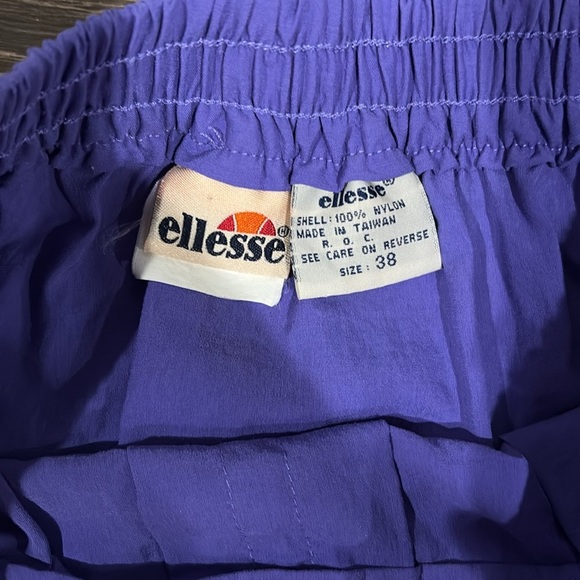 ellesse®
ellesse®
SHELL: 100% NYLON
MADE IN TAIWAN
R. O. C.
SEE CARE ON REVERSE
SIZE: 38